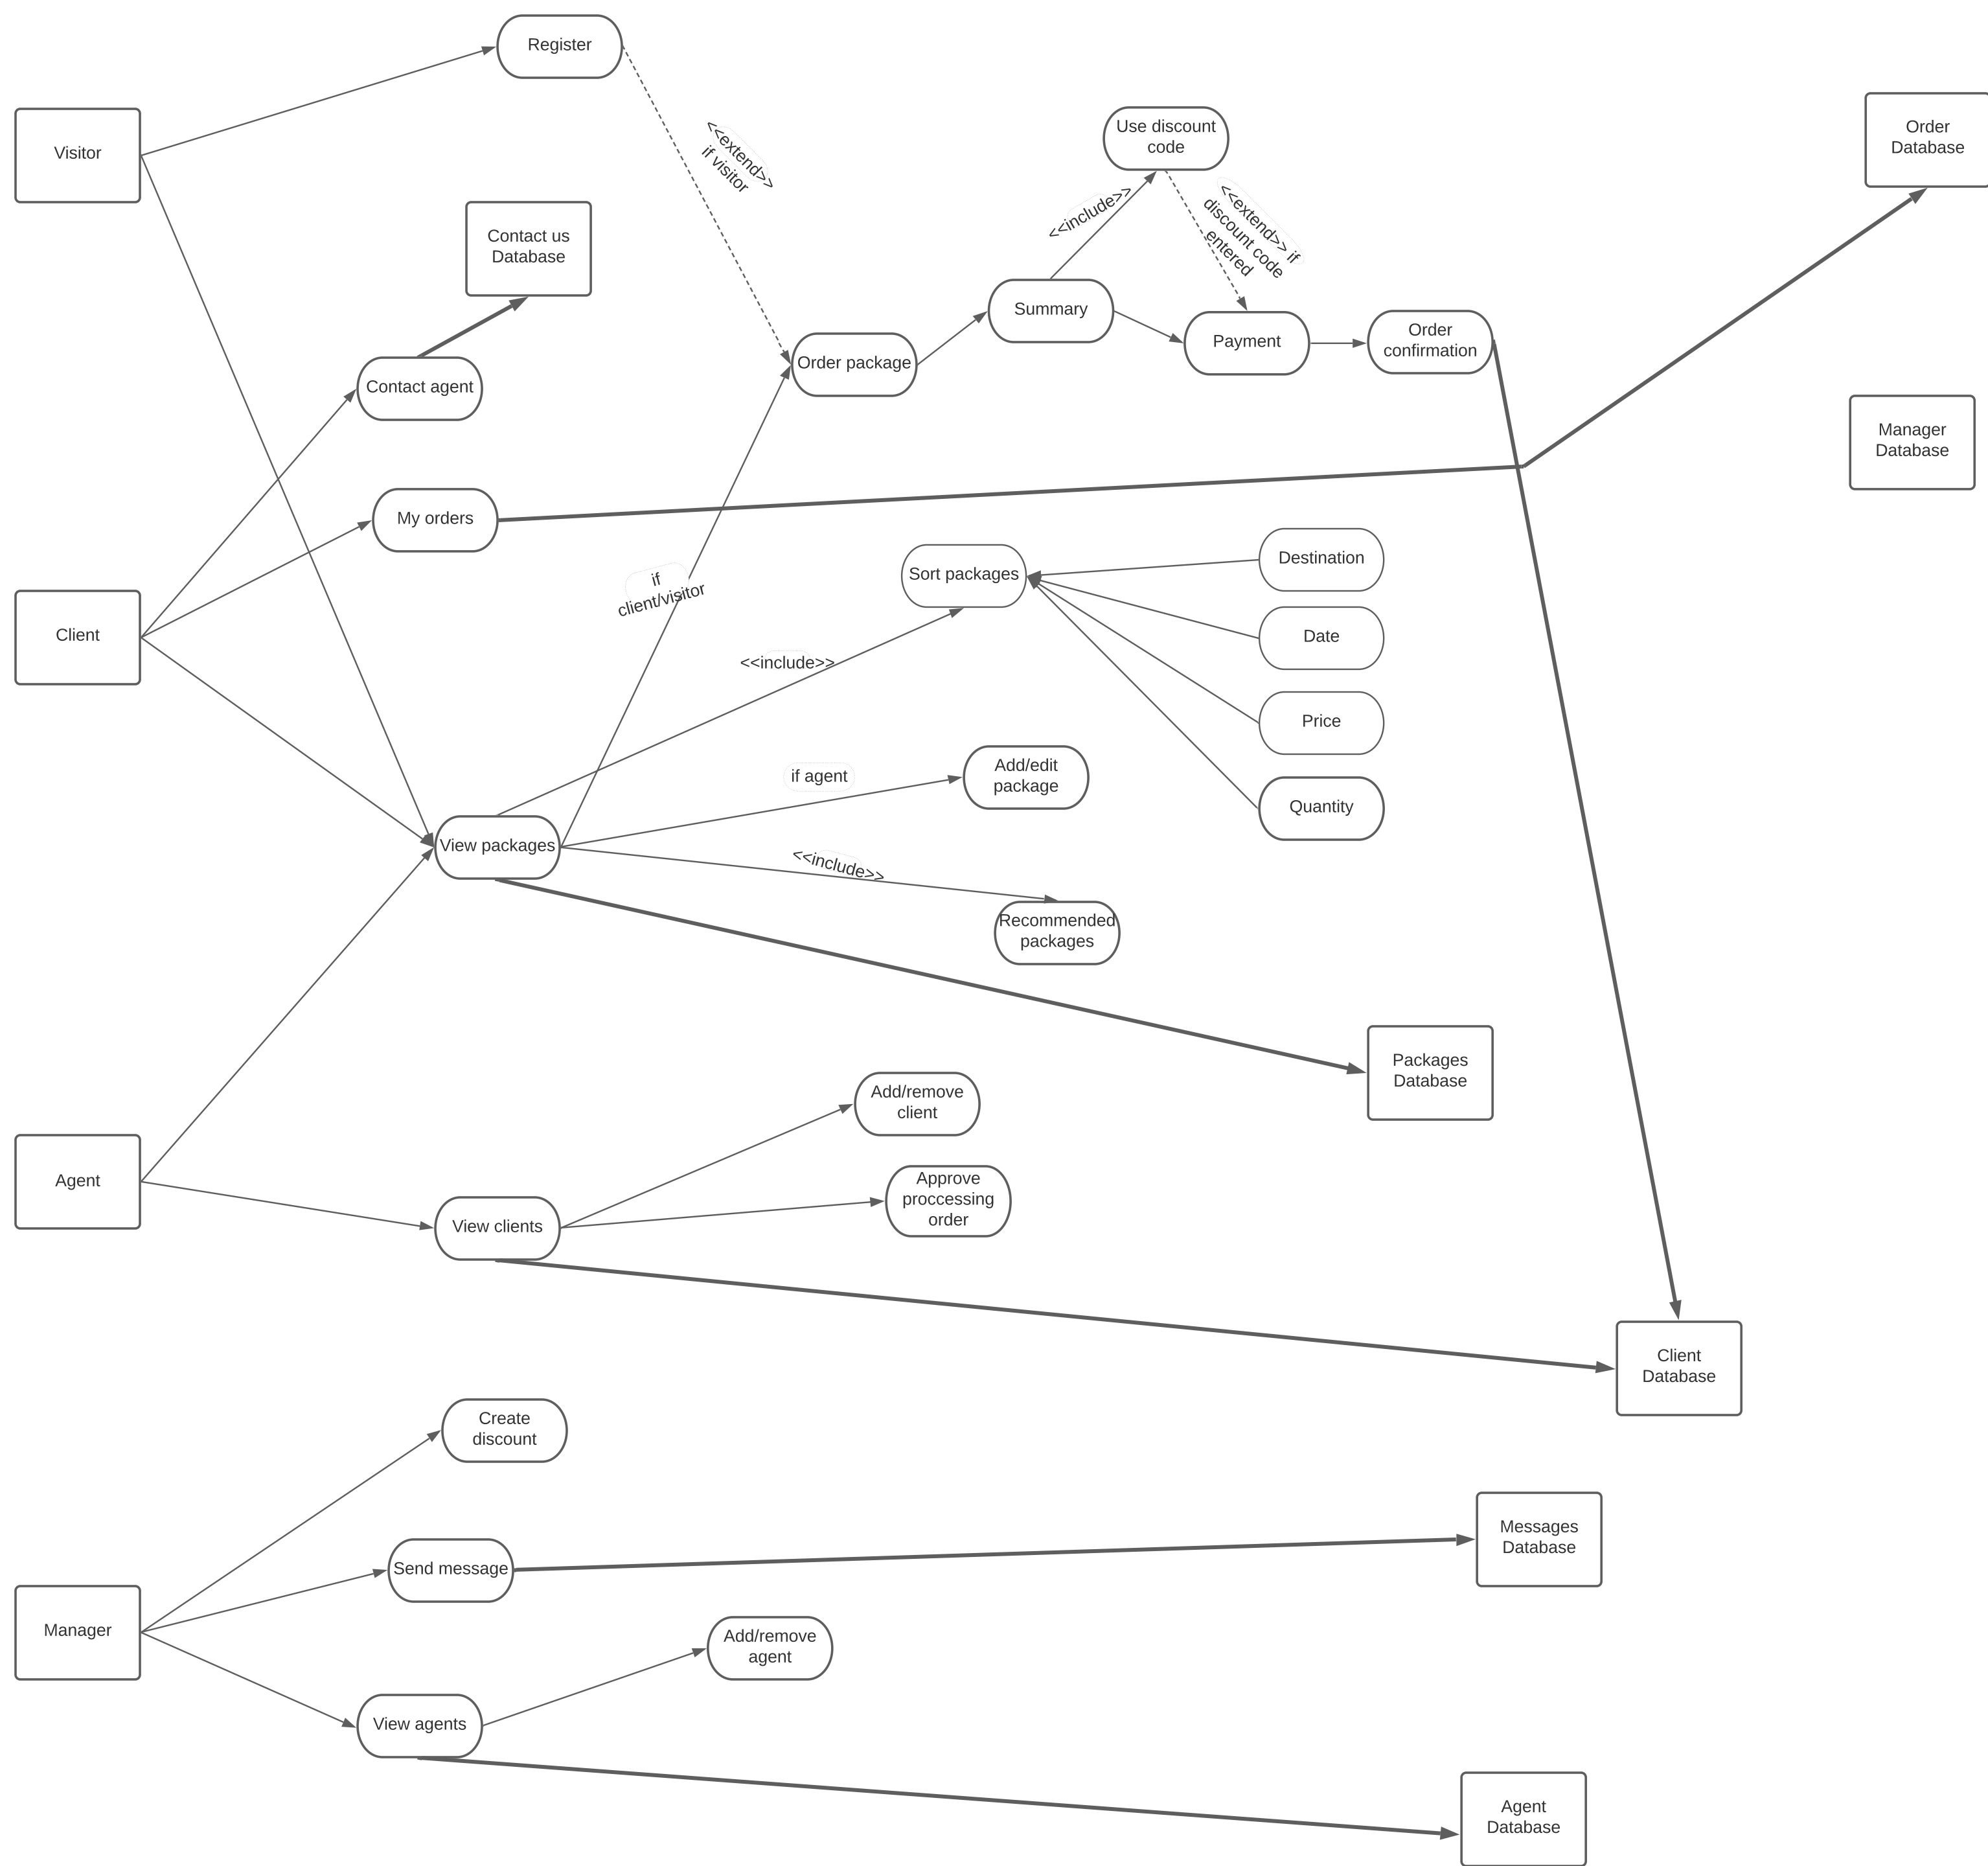 Register
Visitor
<<extend>>
if visitor
Use discount
code
Order
Database
<<include>>
<<extend>> if
discount code
entered
Contact us
Database
Summary
Payment
Order
confirmation
Order package
Contact agent
Manager
Database
My orders
Client
if
client/visitor
Sort packages
Destination
Date
Price
Quantity
<<include>>
if agent
Add/edit
package
View packages
<<include>>
Recommended
packages
Packages
Database
Add/remove
client
Agent
Approve
proccessing
order
View clients
Client
Database
Create
discount
Messages
Database
Send message
Manager
Add/remove
agent
View agents
Agent
Database